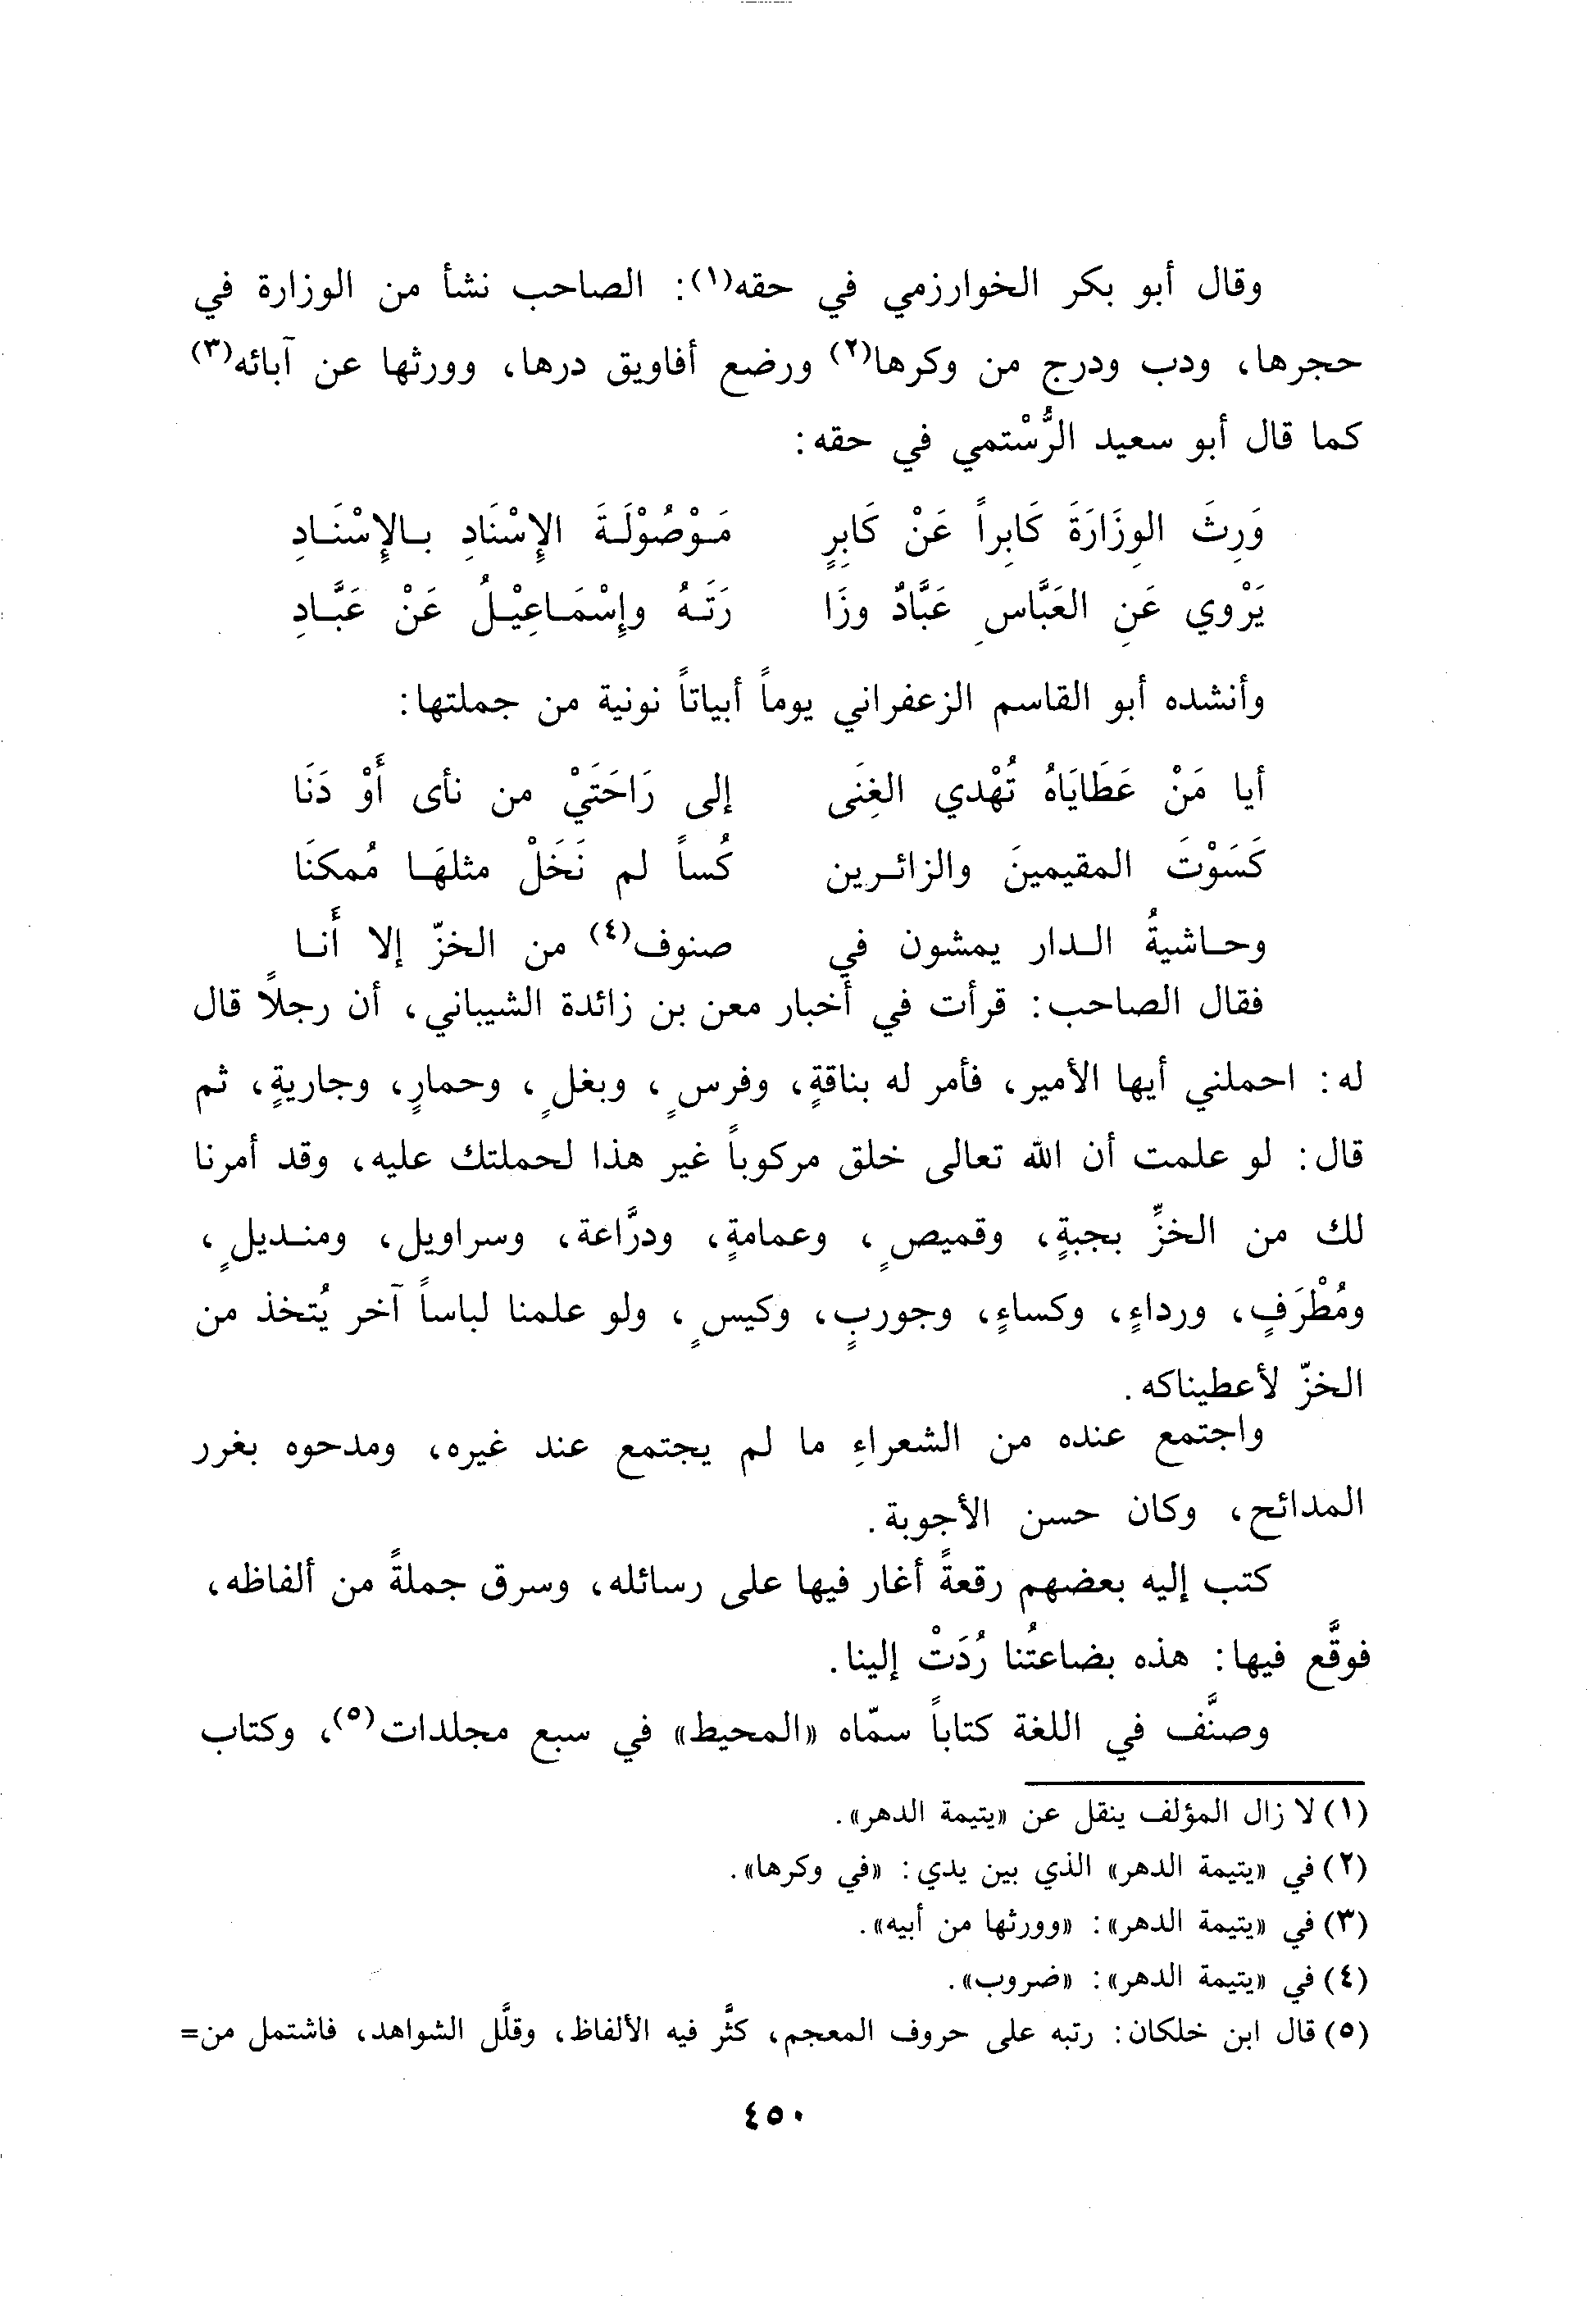 وقال أبو بكر الخوارزمي في حقه(١): الصاحب نشأ من الوزارة في
حجرها، ودب ودرج من وكرها(٢) ورضع أفاويق درها، وورثها عن آبائه(٣)
كما قال أبو سعيد الرُّسْتمي في حقه:
وَرِثَ الوِزَارَةَ كَابِراً عَنْ كَابِرٍ مَوْصُوْلَةَ الإِسْنَادِ بالإِسْنَادِ
يَرْوي عَنِ العَبَّاسِ عَبَّادٌ وِزَا رَتَهُ وإِسْمَاعِيْلُ عَنْ عَبَّادِ
وأنشده أبو القاسم الزعفراني يوماً أبياتاً نونية من جملتها:
أيا مَنْ عَطَايَاهُ تُهْدي الغِنَى إلى رَاحَتَيْ من نأى أَوْ دَنَا
كَسَوْتَ المقيمينَ والزائرين كُساً لم نَخَلْ مثلهَا مُمكنَا
وحاشيةُ الدار يمشون في صنوف(٤) من الخزّ إلا أَنا
فقال الصاحب: قرأت في أخبار معن بن زائدة الشيباني، أن رجلاً قال
له: احملني أيها الأمير، فأمر له بناقةٍ، وفرسٍ، وبغلٍ، وحمارٍ، وجاريةٍ، ثم
قال: لو علمت أن الله تعالى خلق مركوباً غير هذا لحملتك عليه، وقد أمرنا
لك من الخزِّ بجبةٍ، وقميصٍ، وعمامةٍ، ودرَّاعة، وسراويل، ومنديلٍ،
ومُطْرَفٍ، ورداءٍ، وكساءٍ، وجوربٍ، وكيسٍ، ولو علمنا لباساً آخر يُتخذ من
الخزّ لأعطيناكه.
واجتمع عنده من الشعراءِ ما لم يجتمع عند غيره، ومدحوه بغرر
المدائح، وكان حسن الأجوبة.
كتب إليه بعضهم رقعةً أغار فيها على رسائله، وسرق جملةً من ألفاظه،
فوقَّع فيها: هذه بضاعتُنا رُدَتْ إلينا.
وصنَّف في اللغة كتاباً سمّاه «المحيط» في سبع مجلدات(٥)، وكتاب
(١) لا زال المؤلف ينقل عن «يتيمة الدهر».
(٢) في «يتيمة الدهر» الذي بين يدي: «في وكرها».
(٣) في «يتيمة الدهر»: «وورثها من أبيه».
(٤) في «يتيمة الدهر»: «ضروب».
(٥) قال ابن خلكان: رتبه على حروف المعجم، كثَّر فيه الألفاظ، وقلَّل الشواهد، فاشتمل من=
٤٥٠